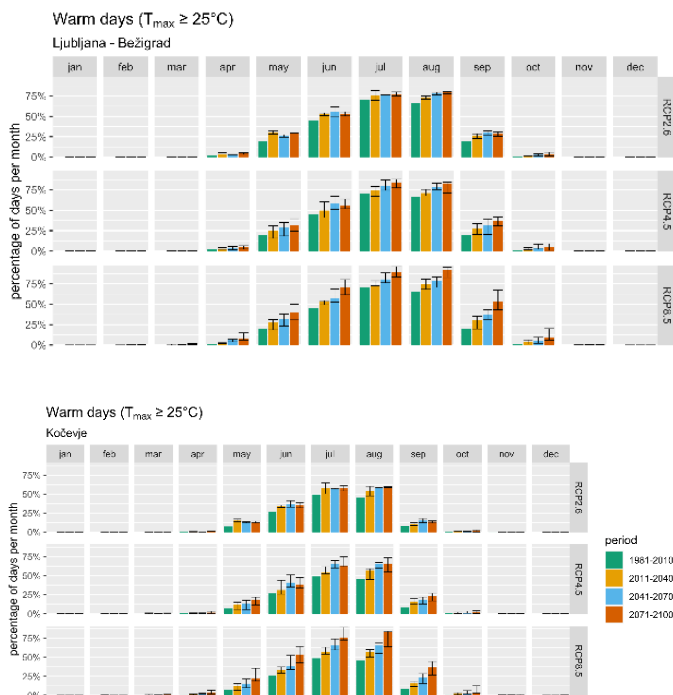 Warm days (Tmax ≥ 25°C)
Ljubljana - Bežigrad
jan feb mar apr may jun jul aug sep oct nov dec
percentage of days per month
75%
50%
25%
0%
RCP2.6
75%
50%
25%
0%
RCP4.5
75%
50%
25%
0%
RCP8.5
Warm days (Tmax ≥ 25°C)
Kočevje
jan feb mar apr may jun jul aug sep oct nov dec
percentage of days per month
75%
50%
25%
0%
RCP2.6
75%
50%
25%
0%
RCP4.5
75%
50%
25%
RCP8.5
period
1981-2010
2011-2040
2041-2070
2071-2100